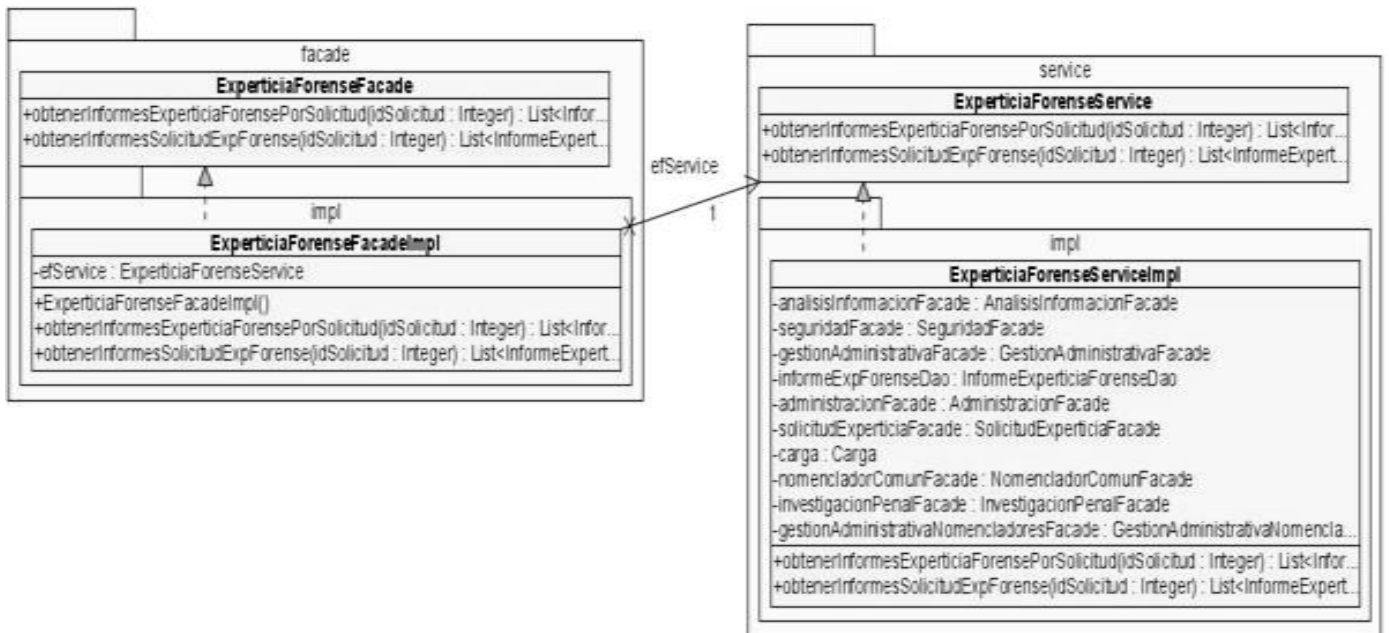 facade
ExperticiaForenseFacade
+obtenerInformesExperticiaForensePorSolicitud(idSolicitud : Integer) : List<Infor...
+obtenerInformesSolicitudExpForense(idSolicitud : Integer) : List<InformeExpert...
impl
ExperticiaForenseFacadeImpl
-efService : ExperticiaForenseService
+ExperticiaForenseFacadeImpl()
+obtenerInformesExperticiaForensePorSolicitud(idSolicitud : Integer) : List<Infor...
+obtenerInformesSolicitudExpForense(idSolicitud : Integer) : List<InformeExpert...
efService
1
service
ExperticiaForenseService
+obtenerInformesExperticiaForensePorSolicitud(idSolicitud : Integer) : List<Infor...
+obtenerInformesSolicitudExpForense(idSolicitud : Integer) : List<InformeExpert...
impl
ExperticiaForenseServiceImpl
-analisisInformacionFacade : AnalisisInformacionFacade
-seguridadFacade : SeguridadFacade
-gestionAdministrativaFacade : GestionAdministrativaFacade
-informeExpForenseDao : InformeExperticiaForenseDao
-administracionFacade : AdministracionFacade
-solicitudExperticiaFacade : SolicitudExperticiaFacade
-carga : Carga
-nomencladorComunFacade : NomencladorComunFacade
-investigacionPenalFacade : InvestigacionPenalFacade
-gestionAdministrativaNomencladoresFacade : GestionAdministrativaNomencla...
+obtenerInformesExperticiaForensePorSolicitud(idSolicitud : Integer) : List<Infor...
+obtenerInformesSolicitudExpForense(idSolicitud : Integer) : List<InformeExpert...